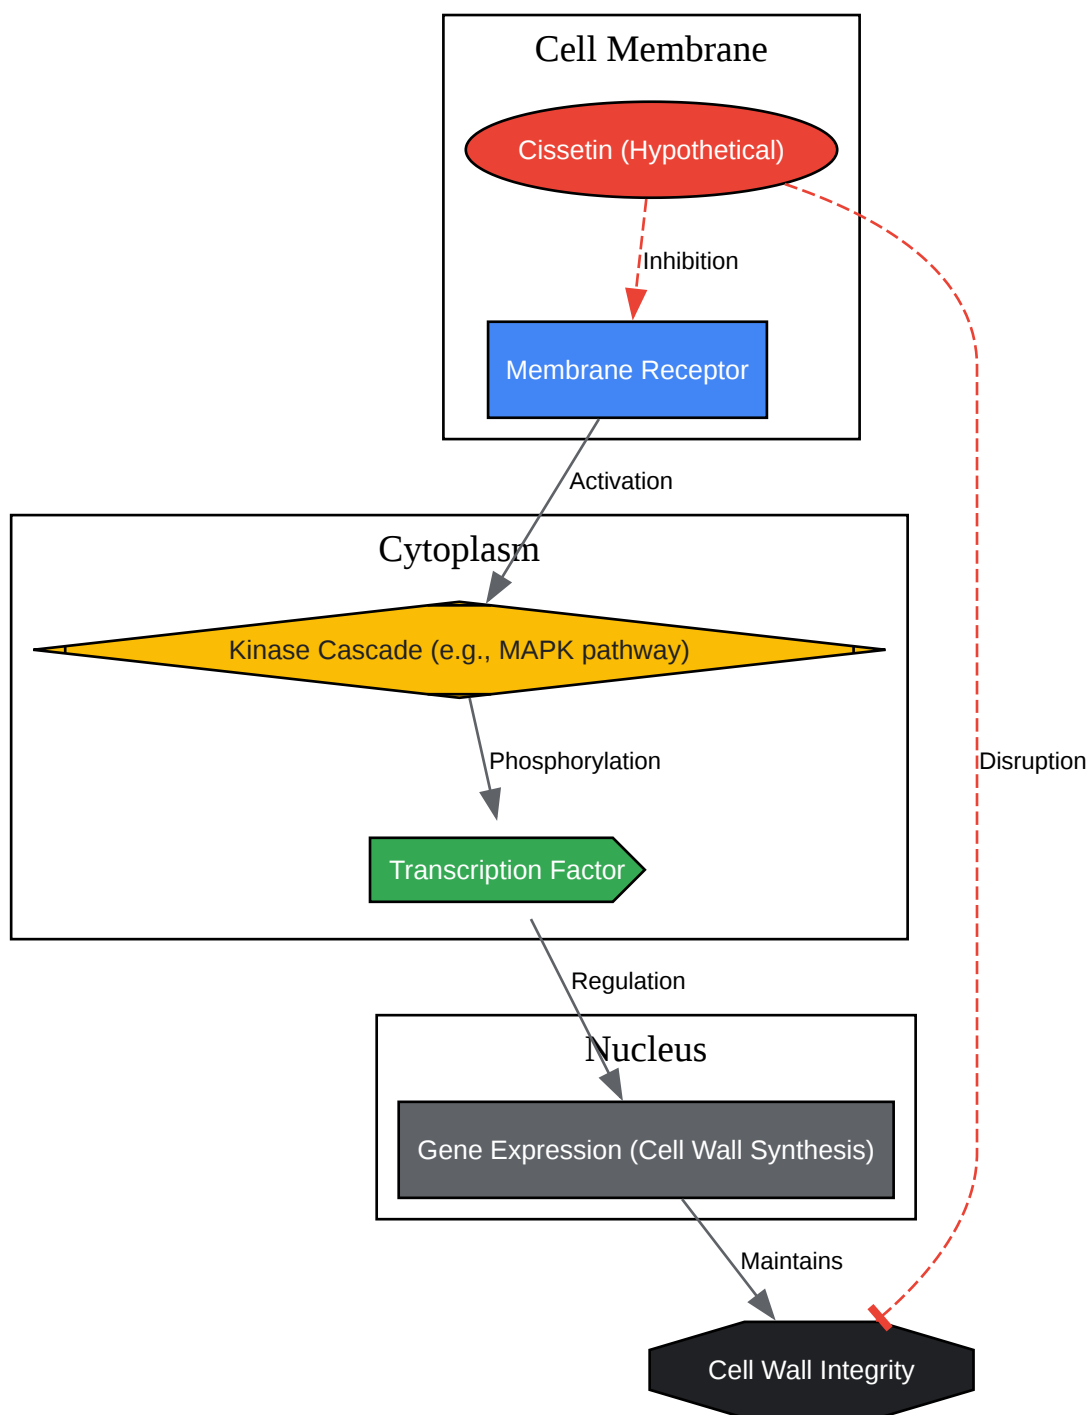 Cell Membrane
Cissetin (Hypothetical)
Inhibition
Membrane Receptor
Activation
Cytoplasm
Kinase Cascade (e.g., MAPK pathway)
Phosphorylation
Disruption
Transcription Factor
Regulation
Nucleus
Gene Expression (Cell Wall Synthesis)
Maintains
Cell Wall Integrity